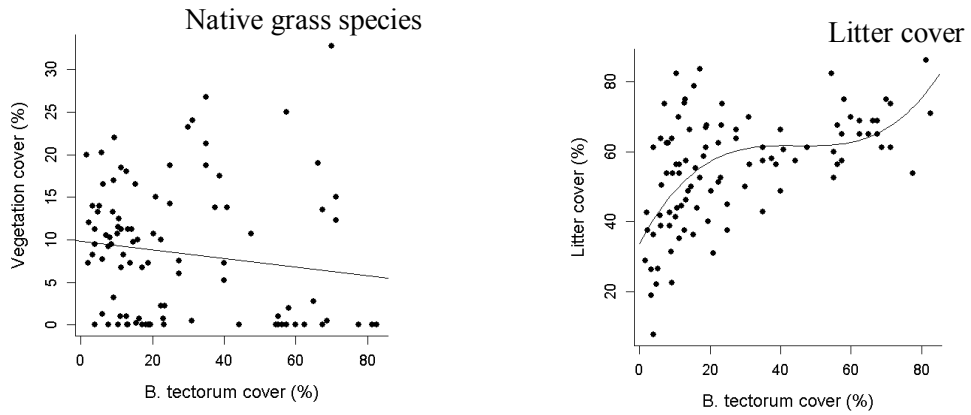 Native grass species
Vegetation cover (%)
30
25
20
15
10
5
0
0 20 40 60 80
B. tectorum cover (%)
Litter cover
Litter cover (%)
80
60
40
20
0 20 40 60 80
B. tectorum cover (%)